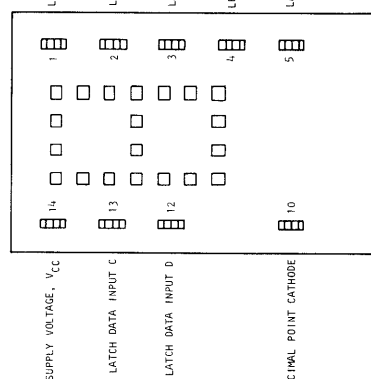 SUPPLY VOLTAGE, VCC 14 1
LATCH DATA INPUT C 13 2
LATCH DATA INPUT D 12 3
4
CIMAL POINT CATHODE 10 5